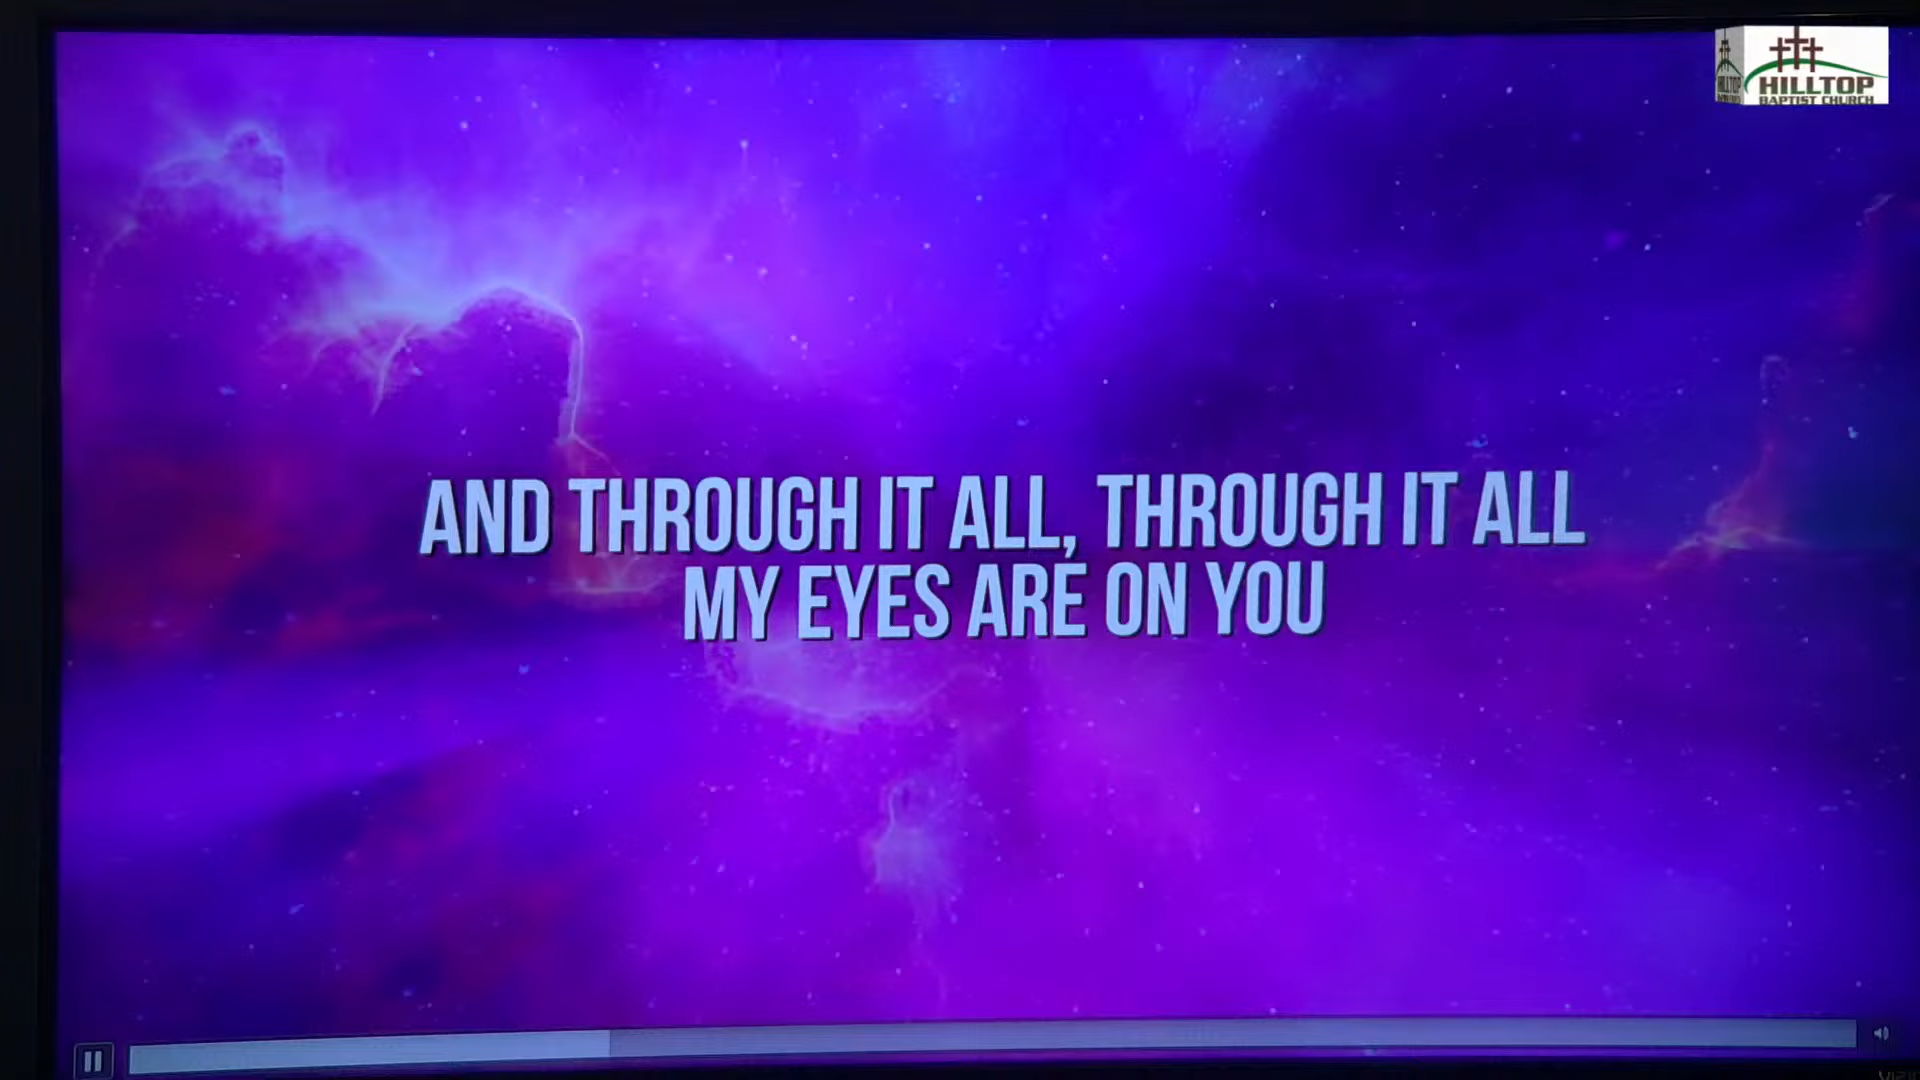 HILLTOP
BAPTIST CHURCH
AND THROUGH IT ALL, THROUGH IT ALL
MY EYES ARE ON YOU